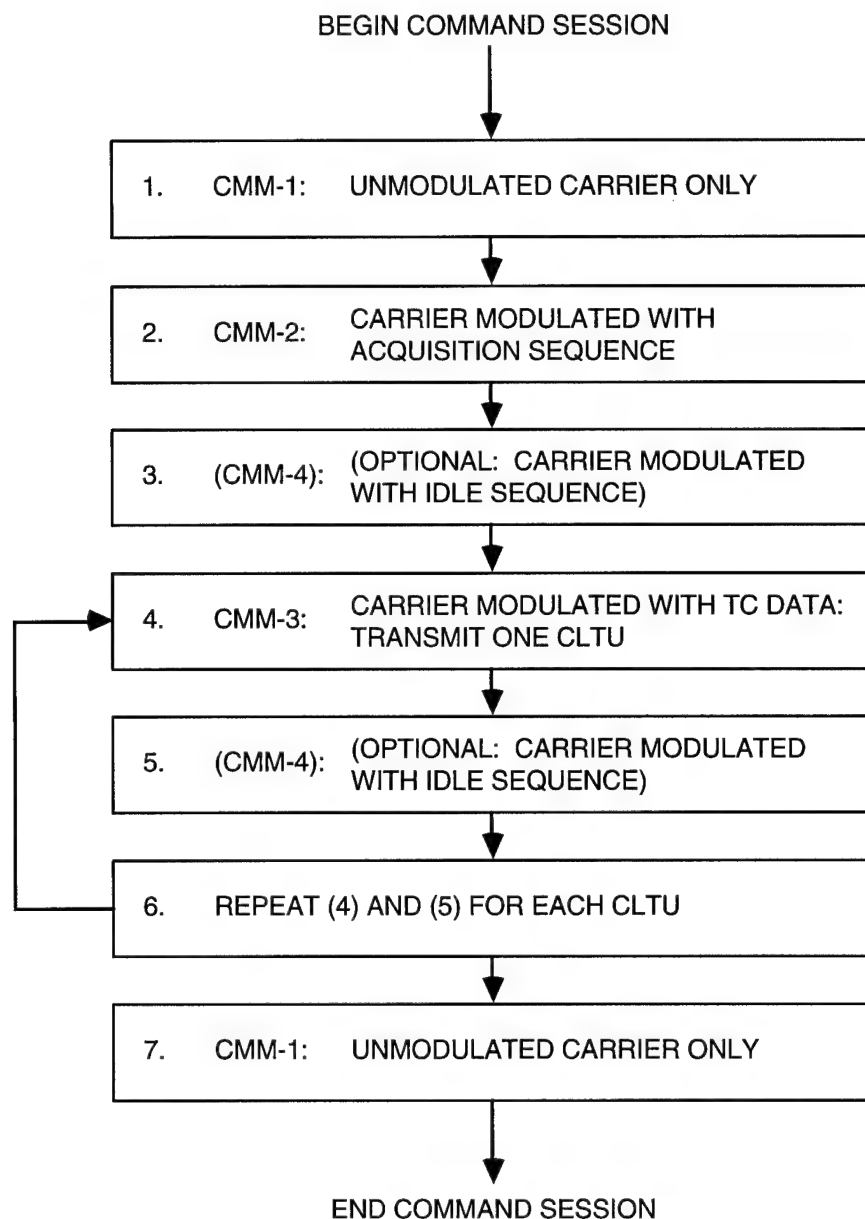 BEGIN COMMAND SESSION
1. CMM-1: UNMODULATED CARRIER ONLY
2. CMM-2: CARRIER MODULATED WITH
ACQUISITION SEQUENCE
3. (CMM-4): (OPTIONAL: CARRIER MODULATED
WITH IDLE SEQUENCE)
4. CMM-3: CARRIER MODULATED WITH TC DATA:
TRANSMIT ONE CLTU
5. (CMM-4): (OPTIONAL: CARRIER MODULATED
WITH IDLE SEQUENCE)
6. REPEAT (4) AND (5) FOR EACH CLTU
7. CMM-1: UNMODULATED CARRIER ONLY
END COMMAND SESSION